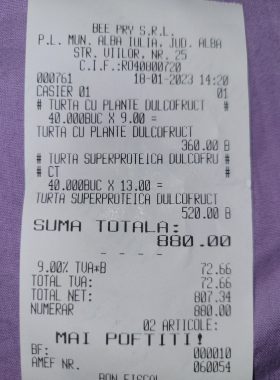 BEE PRY S.R.L.
P.L. MUN. ALBA IULIA, JUD. ALBA
STR. VIILOR, NR. 25
C.I.F.:RO40800720
000761 18-01-2023 14:20
CASIER 01 01
# TURTA CU PLANTE DULCOFRUCT
40.000BUC X 9.00 =
TURTA CU PLANTE DULCOFRUCT
360.00 B
# TURTA SUPERPROTEICA DULCOFRU #
# CT #
40.000BUC X 13.00 =
TURTA SUPERPROTEICA DULCOFRUCT
520.00 B
SUMA TOTALA:
880.00
- - - -
9.00% TVA*B 72.66
TOTAL TVA: 72.66
TOTAL NET: 807.34
NUMERAR 880.00
02 ARTICOLE:
MAI POFTITI!
BF: 000010
AMEF NR. 060054
BON FISCAL